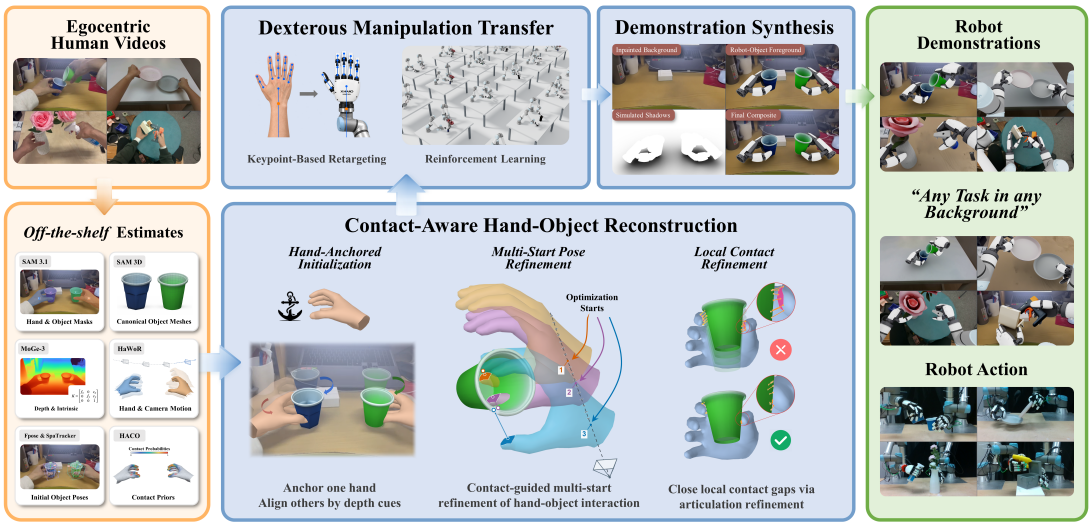 Egocentric
Human Videos
Dexterous Manipulation Transfer
Keypoint-Based Retargeting
Reinforcement Learning
Demonstration Synthesis
Inpainted Background
Robot-Object Foreground
Simulated Shadows
Final Composite
Robot
Demonstrations
“Any Task in any
Background”
Robot Action
Off-the-shelf Estimates
SAM 3.1
Hand & Object Masks
SAM 3D
Canonical Object Meshes
MoGe-3
Depth & Intrinsic
HaWoR
Hand & Camera Motion
Fpose & SpaTracker
Initial Object Poses
HACO
Contact Probabilities
Contact Priors
Contact-Aware Hand-Object Reconstruction
Hand-Anchored
Initialization
Anchor one hand
Align others by depth cues
Multi-Start Pose
Refinement
Optimization
Starts
1
2
3
Contact-guided multi-start
refinement of hand-object interaction
Local Contact
Refinement
Close local contact gaps via
articulation refinement